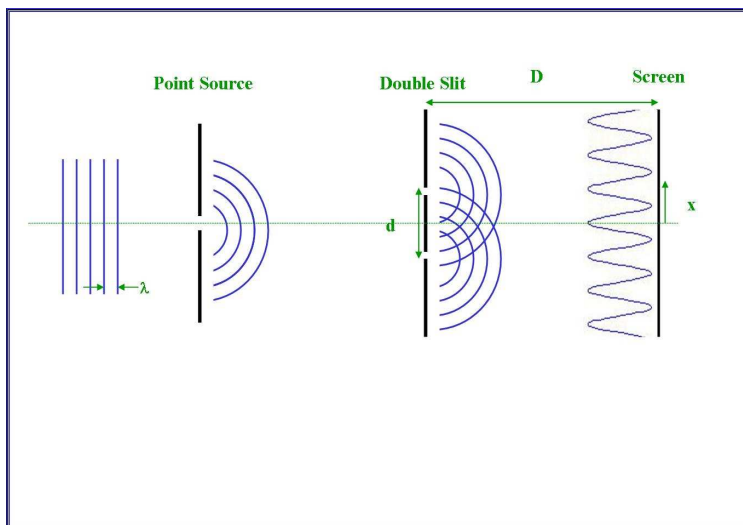 Point Source
Double Slit
D
Screen
d
x
λ